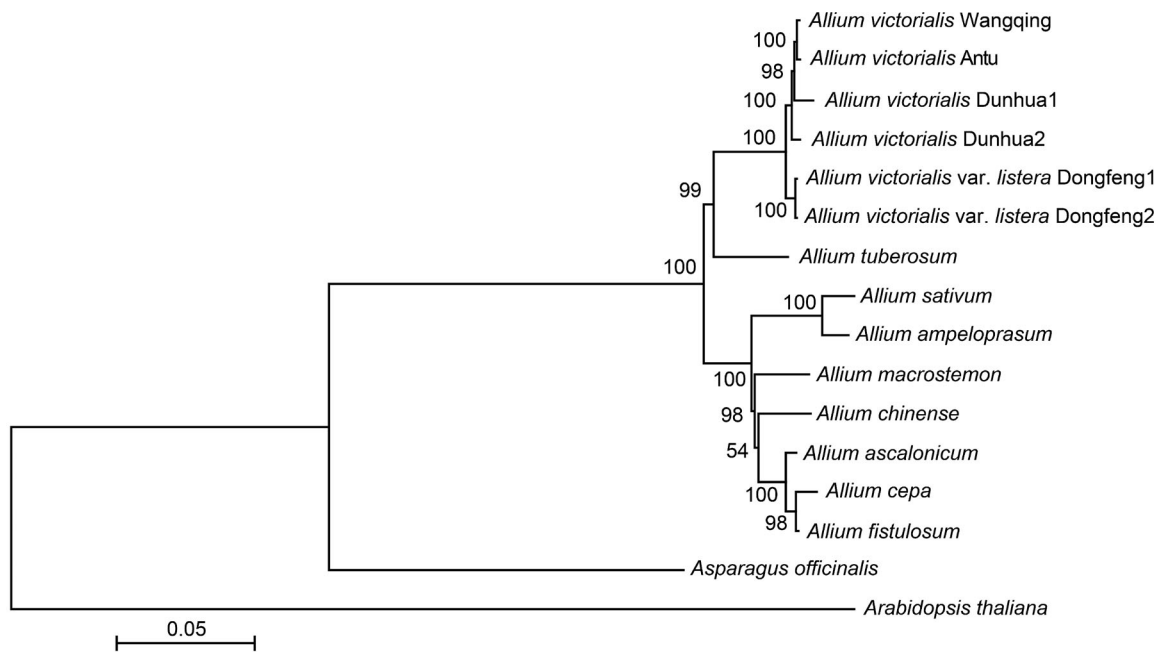 Allium victorialis Wangqing
100
Allium victorialis Antu
98
Allium victorialis Dunhua1
100
Allium victorialis Dunhua2
100
Allium victorialis var. listera Dongfeng1
99
100
Allium victorialis var. listera Dongfeng2
Allium tuberosum
100
Allium sativum
100
Allium ampeloprasum
Allium macrostemon
100
Allium chinense
98
Allium ascalonicum
54
Allium cepa
100
98
Allium fistulosum
Asparagus officinalis
Arabidopsis thaliana
0.05